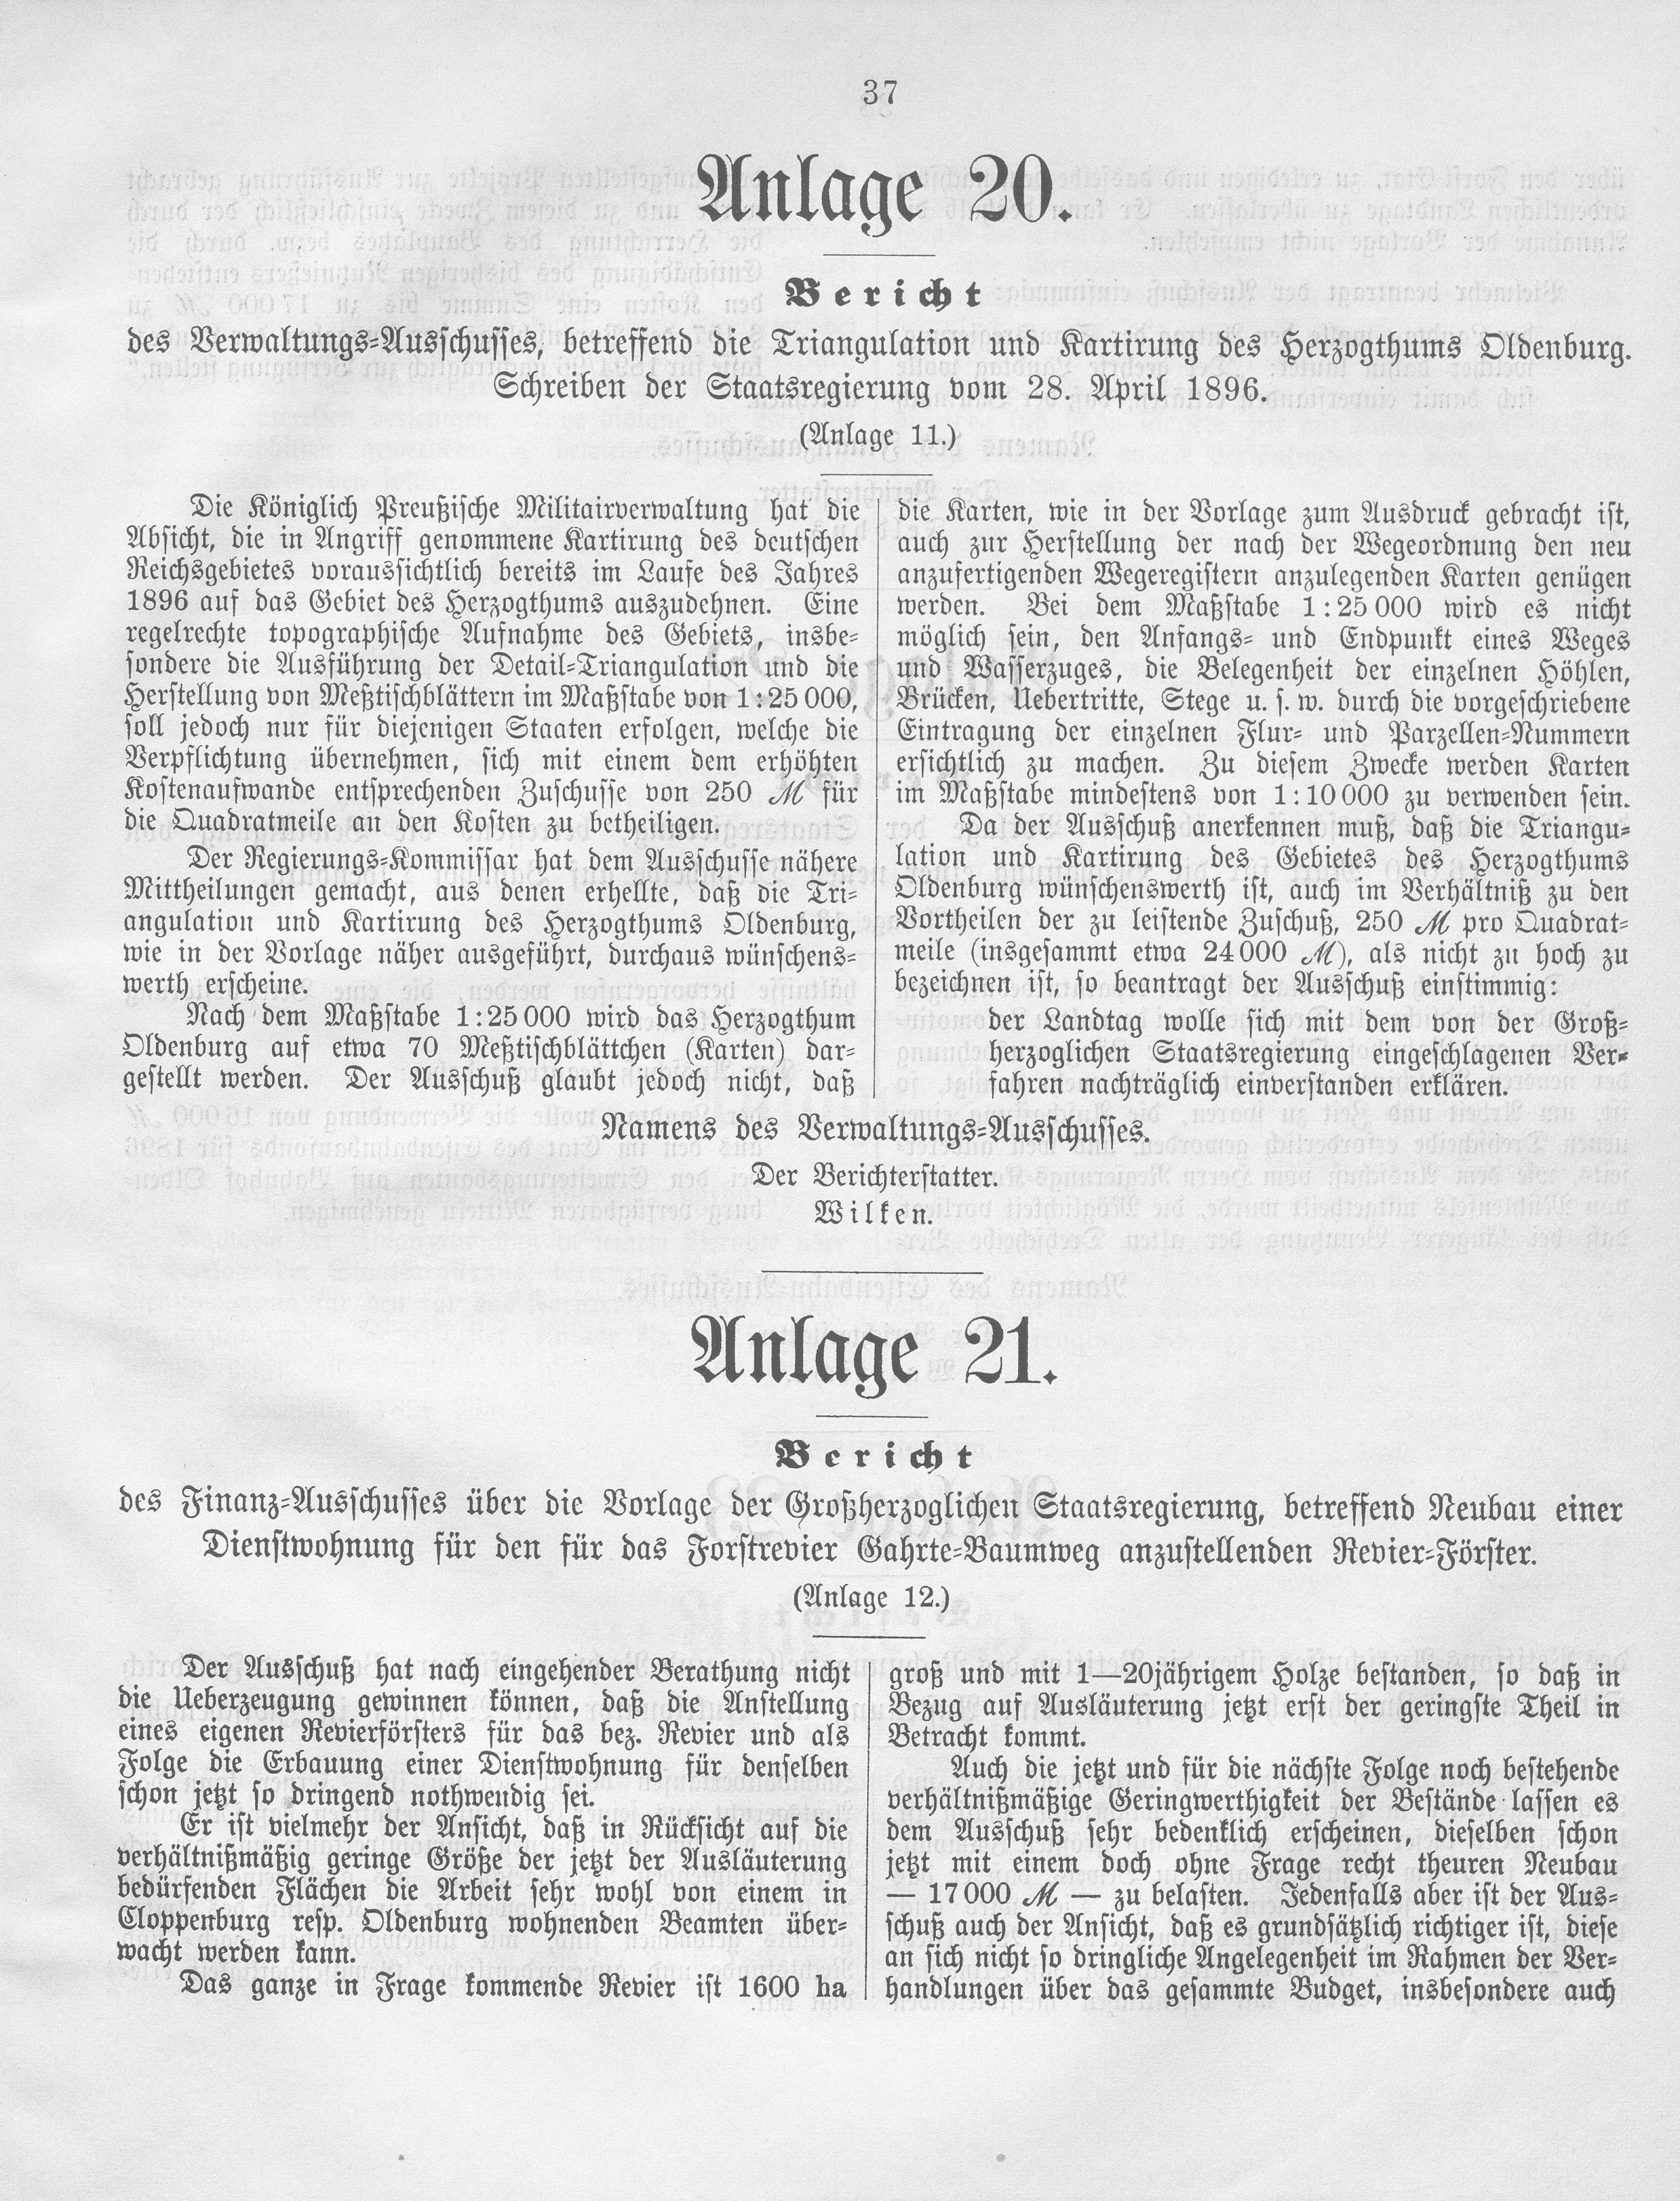 37
Anlage 20.
Bericht
des Verwaltungs-Ausschusses, betreffend die Triangulation und Kartirung des Herzogthums Oldenburg.
Schreiben der Staatsregierung vom 28. April 1896.
(Anlage 11.)
Die Königlich Preußische Militairverwaltung hat die
Absicht, die in Angriff genommene Kartirung des deutschen
Reichsgebietes voraussichtlich bereits im Laufe des Jahres
1896 auf das Gebiet des Herzogthums auszudehnen. Eine
regelrechte topographische Aufnahme des Gebiets, insbe-
sondere die Ausführung der Detail-Triangulation und die
Herstellung von Meßtischblättern im Maßstabe von 1:25 000,
soll jedoch nur für diejenigen Staaten erfolgen, welche die
Verpflichtung übernehmen, sich mit einem dem erhöhten
Kostenaufwande entsprechenden Zuschusse von 250 ℳ für
die Quadratmeile an den Kosten zu betheiligen.
Der Regierungs-Kommissar hat dem Ausschusse nähere
Mittheilungen gemacht, aus denen erhellte, daß die Tri-
angulation und Kartirung des Herzogthums Oldenburg,
wie in der Vorlage näher ausgeführt, durchaus wünschens-
werth erscheine.
Nach dem Maßstabe 1:25 000 wird das Herzogthum
Oldenburg auf etwa 70 Meßtischblättchen (Karten) dar-
gestellt werden. Der Ausschuß glaubt jedoch nicht, daß
die Karten, wie in der Vorlage zum Ausdruck gebracht ist,
auch zur Herstellung der nach der Wegeordnung den neu
anzufertigenden Wegeregistern anzulegenden Karten genügen
werden. Bei dem Maßstabe 1:25 000 wird es nicht
möglich sein, den Anfangs- und Endpunkt eines Weges
und Wasserzuges, die Belegenheit der einzelnen Höhlen,
Brücken, Uebertritte, Stege u. s. w. durch die vorgeschriebene
Eintragung der einzelnen Flur- und Parzellen-Nummern
ersichtlich zu machen. Zu diesem Zwecke werden Karten
im Maßstabe mindestens von 1:10 000 zu verwenden sein.
Da der Ausschuß anerkennen muß, daß die Triangu-
lation und Kartirung des Gebietes des Herzogthums
Oldenburg wünschenswerth ist, auch im Verhältniß zu den
Vortheilen der zu leistende Zuschuß, 250 ℳ pro Quadrat-
meile (insgesammt etwa 24 000 ℳ), als nicht zu hoch zu
bezeichnen ist, so beantragt der Ausschuß einstimmig:
der Landtag wolle sich mit dem von der Groß-
herzoglichen Staatsregierung eingeschlagenen Ver-
fahren nachträglich einverstanden erklären.
Namens des Verwaltungs-Ausschusses.
Der Berichterstatter.
Wilken.
Anlage 21.
Bericht
des Finanz-Ausschusses über die Vorlage der Großherzoglichen Staatsregierung, betreffend Neubau einer
Dienstwohnung für den für das Forstrevier Gahrte-Baumweg anzustellenden Revier-Förster.
(Anlage 12.)
Der Ausschuß hat nach eingehender Berathung nicht
die Ueberzeugung gewinnen können, daß die Anstellung
eines eigenen Revierförsters für das bez. Revier und als
Folge die Erbauung einer Dienstwohnung für denselben
schon jetzt so dringend nothwendig sei.
Er ist vielmehr der Ansicht, daß in Rücksicht auf die
verhältnißmäßig geringe Größe der jetzt der Ausläuterung
bedürfenden Flächen die Arbeit sehr wohl von einem in
Cloppenburg resp. Oldenburg wohnenden Beamten über-
wacht werden kann.
Das ganze in Frage kommende Revier ist 1600 ha
groß und mit 1—20jährigem Holze bestanden, so daß in
Bezug auf Ausläuterung jetzt erst der geringste Theil in
Betracht kommt.
Auch die jetzt und für die nächste Folge noch bestehende
verhältnißmäßige Geringwerthigkeit der Bestände lassen es
dem Ausschuß sehr bedenklich erscheinen, dieselben schon
jetzt mit einem doch ohne Frage recht theuren Neubau
— 17 000 ℳ — zu belasten. Jedenfalls aber ist der Aus-
schuß auch der Ansicht, daß es grundsätzlich richtiger ist, diese
an sich nicht so dringliche Angelegenheit im Rahmen der Ver-
handlungen über das gesammte Budget, insbesondere auch